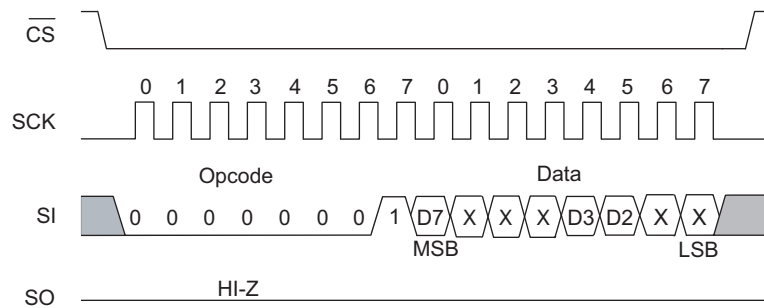 CS
0 1 2 3 4 5 6 7 0 1 2 3 4 5 6 7
SCK
Opcode Data
SI 0 0 0 0 0 0 0 1 D7 X X X D3 D2 X X
MSB LSB
HI-Z
SO